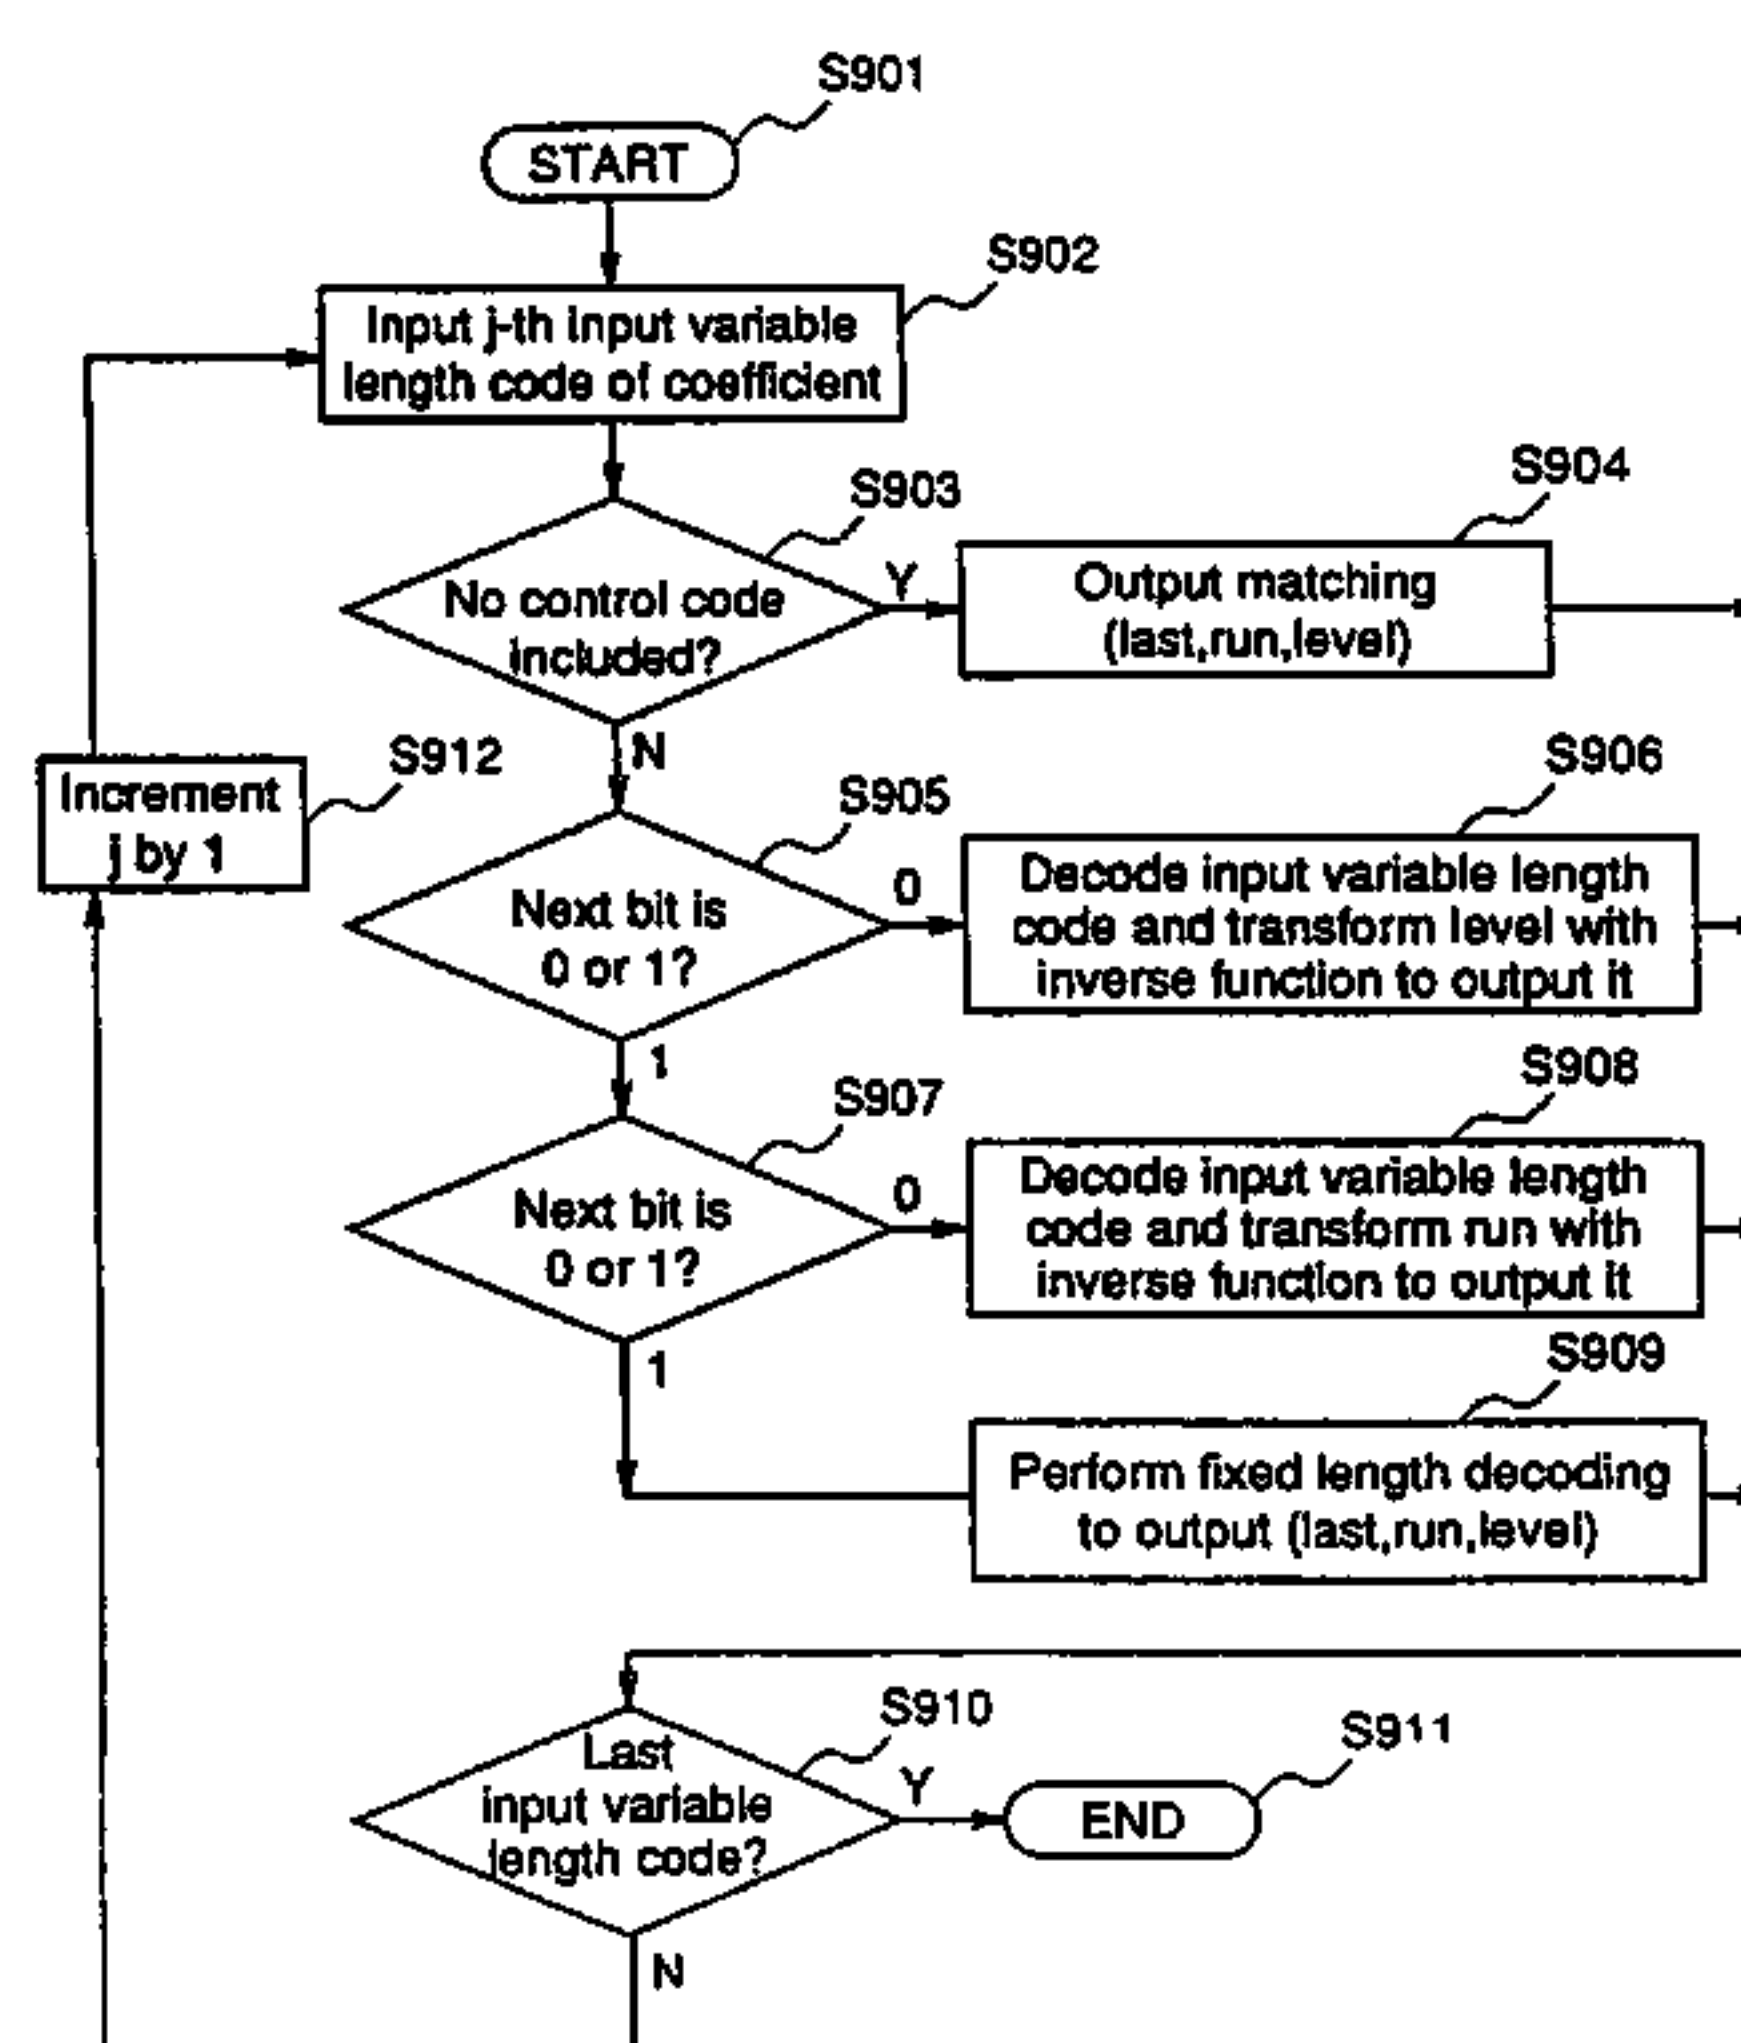 S901
START
S902
Input j-th input variable
length code of coefficient
S903
No control code
included?
Y
N
S904
Output matching
(last,run,level)
S912
Increment
j by 1
S905
Next bit is
0 or 1?
0
1
S906
Decode input variable length
code and transform level with
inverse function to output it
S907
Next bit is
0 or 1?
0
1
S908
Decode input variable length
code and transform run with
inverse function to output it
S909
Perform fixed length decoding
to output (last,run,level)
S910
Last
input variable
length code?
Y
N
S911
END